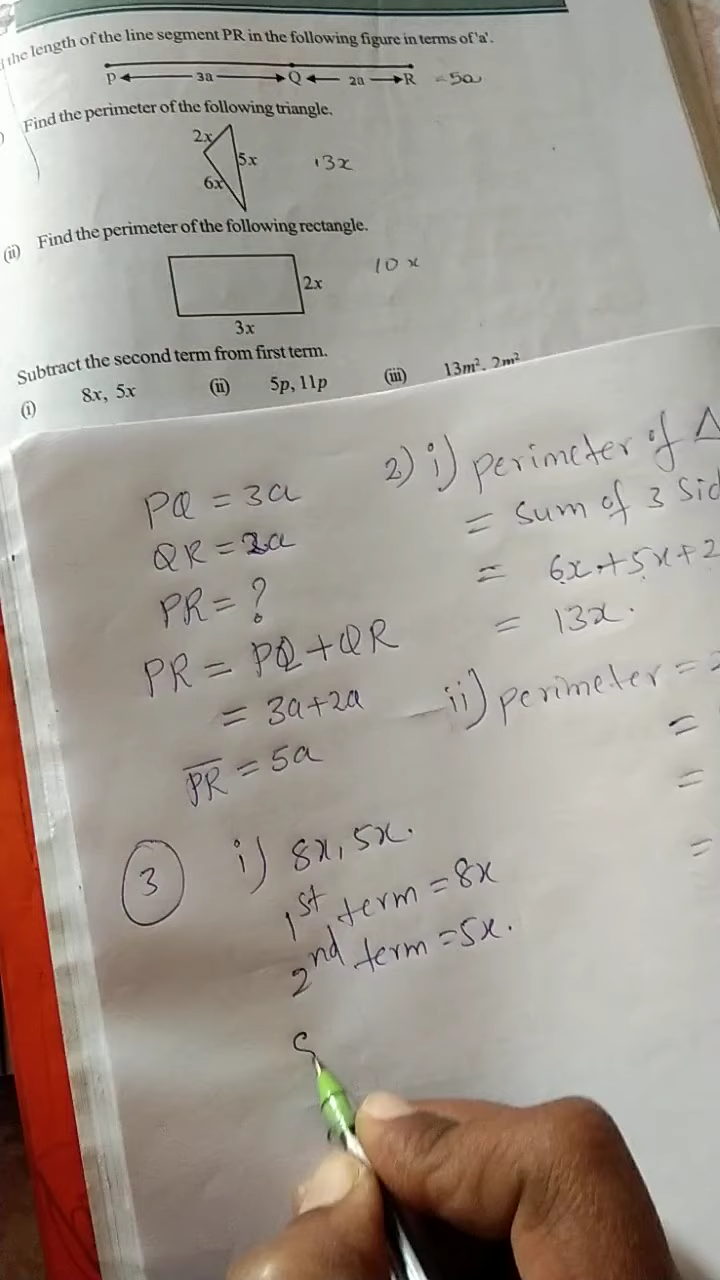 the length of the line segment PR in the following figure in terms of 'a'.
P 3a Q 2a R = 5a
Find the perimeter of the following triangle.
2x
5x
6x
13x
(ii) Find the perimeter of the following rectangle.
2x
3x
10x
Subtract the second term from first term.
(i) 8x, 5x (ii) 5p, 11p (iii) 13m², 2m²
PQ = 3a
QR = 2a
PR = ?
PR = PQ + QR
= 3a+2a
PR = 5a
2) i) perimeter of Δ
= sum of 3 sid
= 6x+5x+2
= 13x.
ii) perimeter =
=
=
=
3 i) 8x, 5x.
1st term = 8x
2nd term = 5x.
S